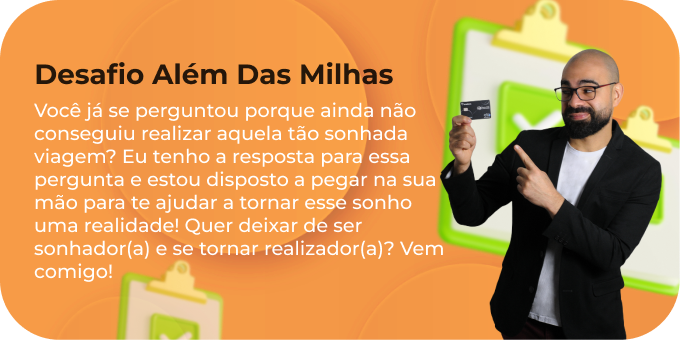 Desafio Além Das Milhas
Você já se perguntou porque ainda não
conseguiu realizar aquela tão sonhada
viagem? Eu tenho a resposta para essa
pergunta e estou disposto a pegar na sua
mão para te ajudar a tornar esse sonho
uma realidade! Quer deixar de ser
sonhador(a) e se tornar realizador(a)? Vem
comigo!